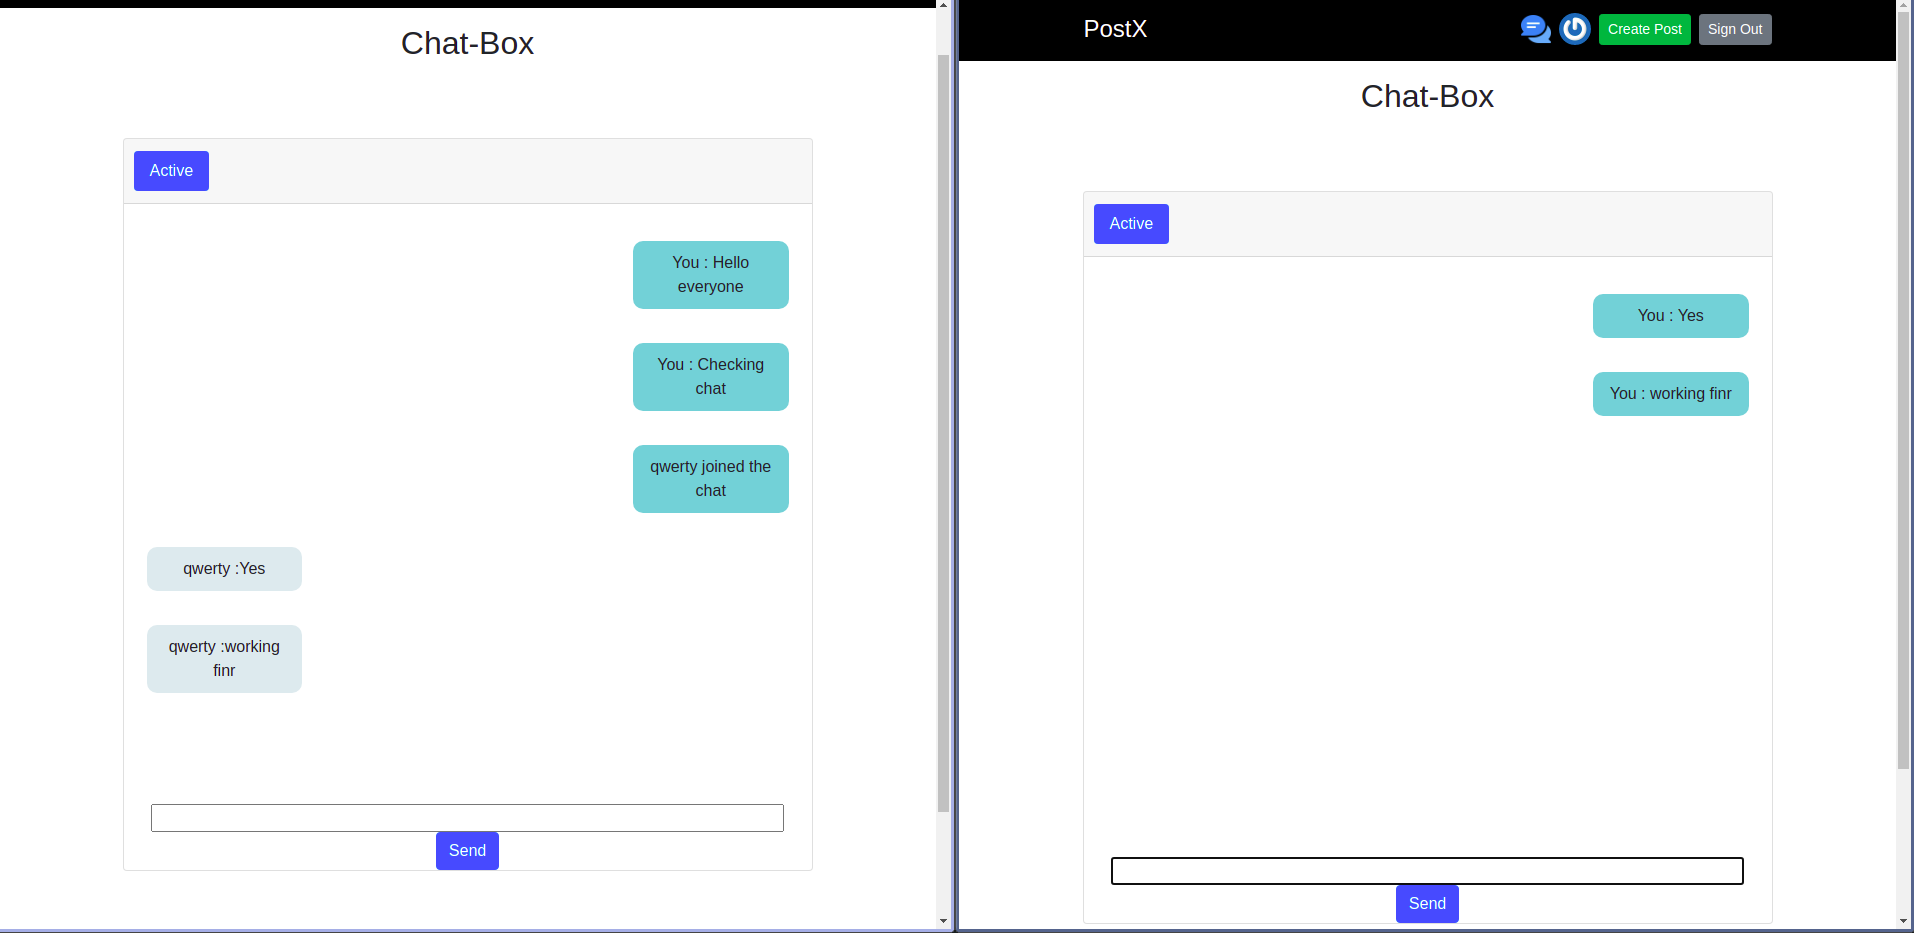 Chat-Box
Active
You : Hello
everyone
You : Checking
chat
qwerty joined the
chat
qwerty :Yes
qwerty :working
finr
Send
PostX
Create Post
Sign Out
Chat-Box
Active
You : Yes
You : working finr
Send